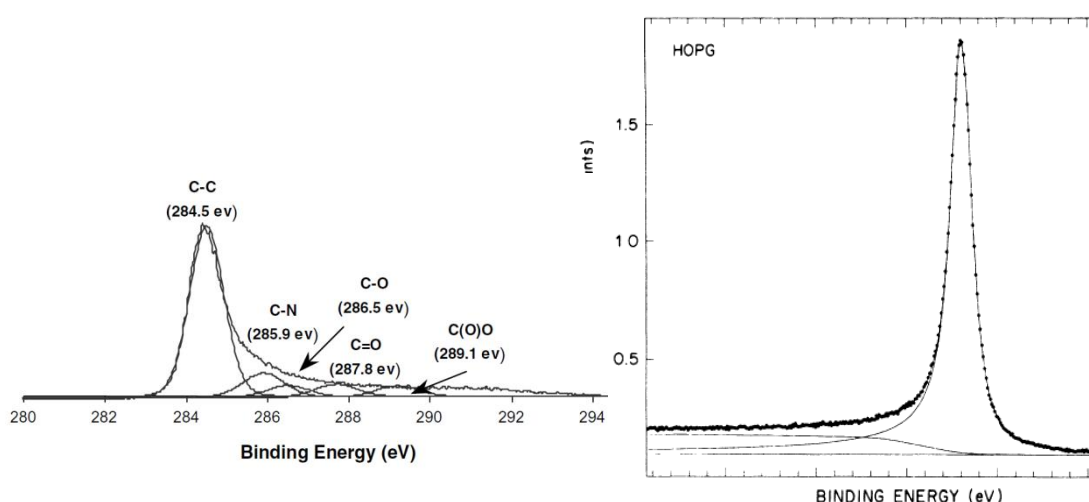 C-C
(284.5 ev)
C-O
(286.5 ev)
C-N
(285.9 ev)
C=O
(287.8 ev)
C(O)O
(289.1 ev)
280 282 284 286 288 290 292 294
Binding Energy (eV)
HOPG
1.5
1.0
0.5
BINDING ENERGY (eV)